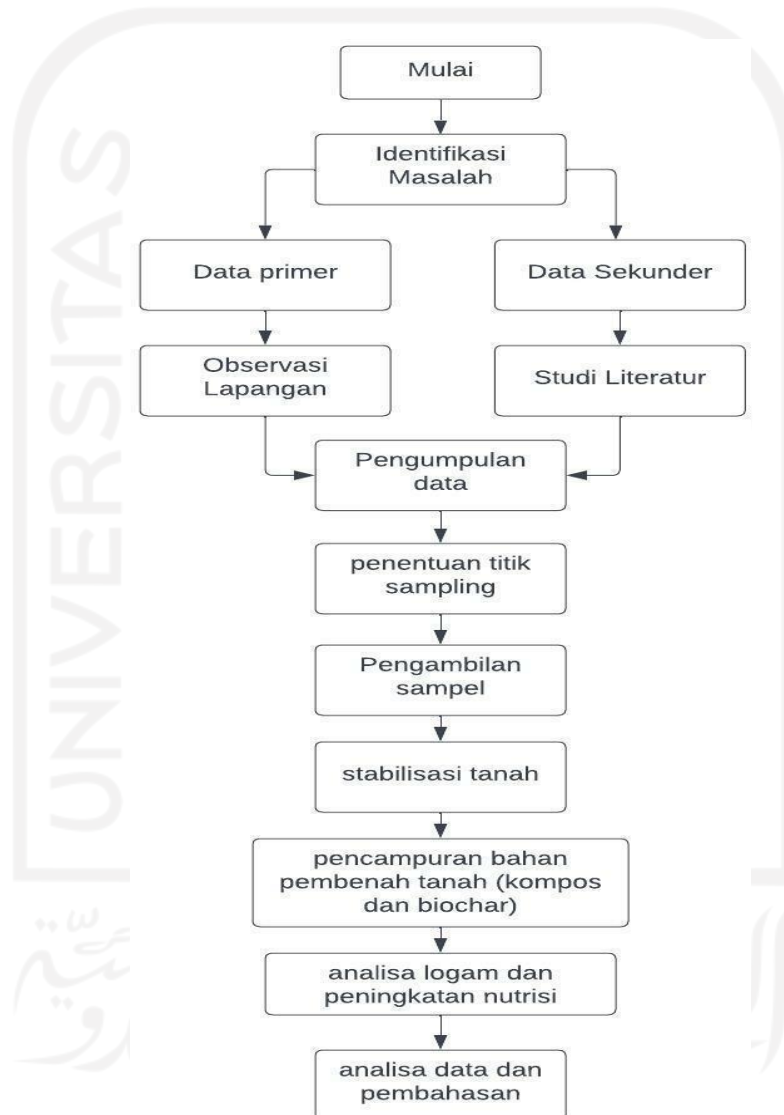 UNIVERSITAS
Mulai
Identifikasi
Masalah
Data primer
Data Sekunder
Observasi
Lapangan
Studi Literatur
Pengumpulan
data
penentuan titik
sampling
Pengambilan
sampel
stabilisasi tanah
pencampuran bahan
pembenah tanah (kompos
dan biochar)
analisa logam dan
peningkatan nutrisi
analisa data dan
pembahasan